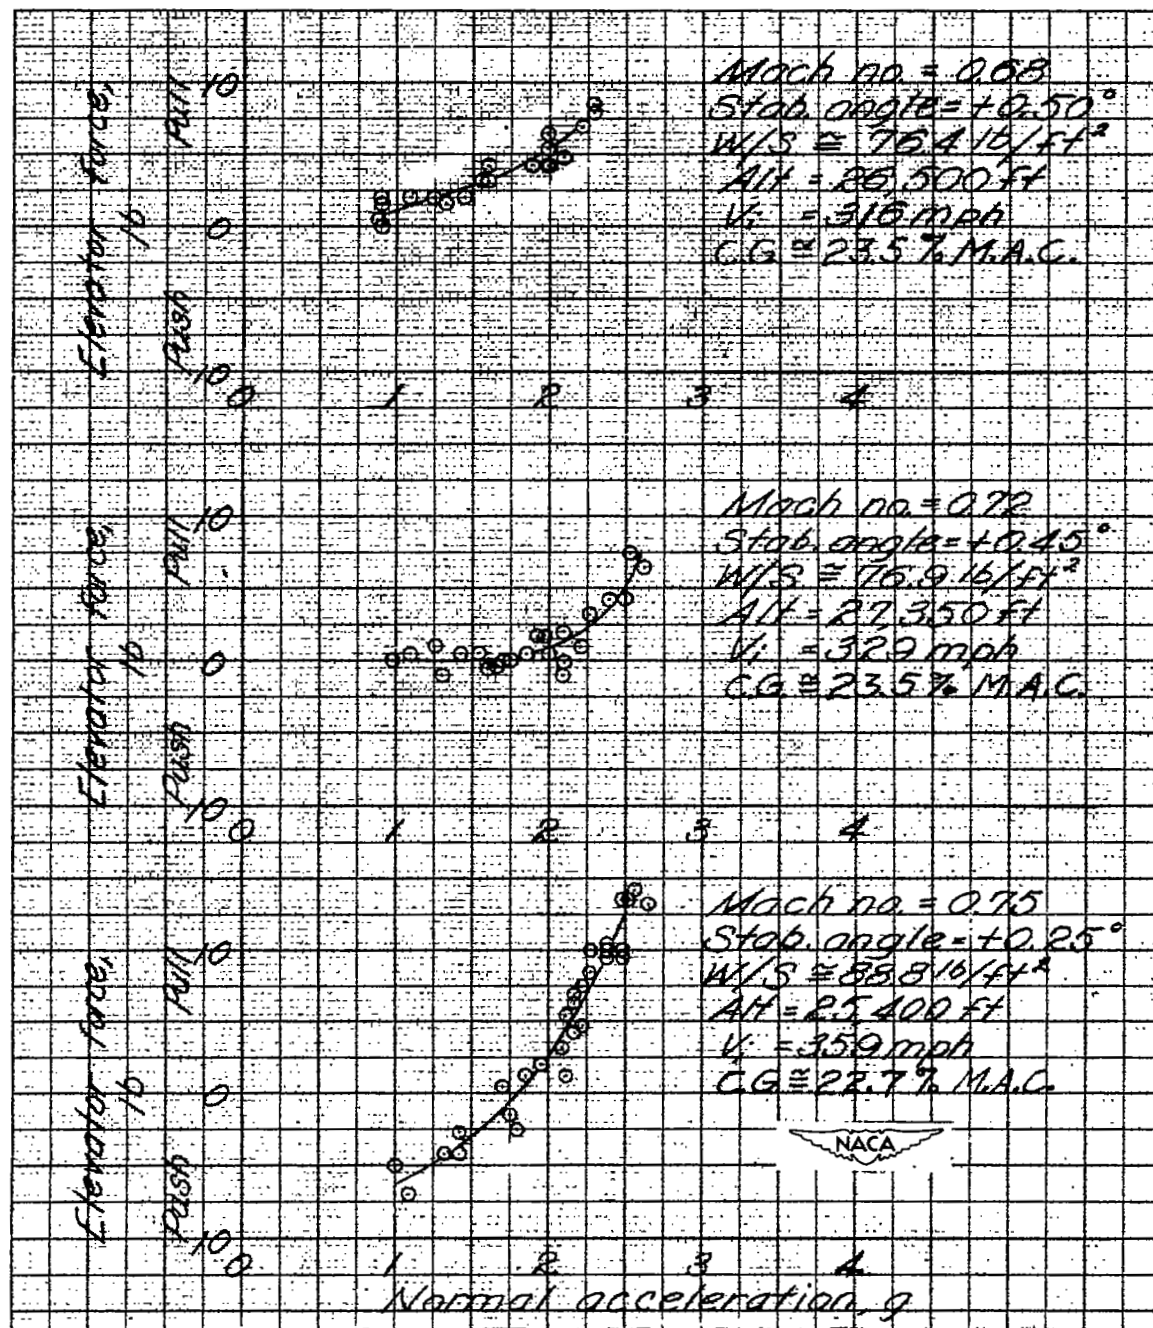 Elevator force,
lb
Push Pull
10
0
10
0 1 2 3 4
Mach no. = 0.68
Stab. angle = +0.50°
W/S ≅ 76.4 lb/ft²
Alt = 26,500 ft
Vi = 316 mph
C.G. ≅ 23.5 % M.A.C.
Elevator force,
lb
Push Pull
10
0
10
0 1 2 3 4
Mach no. = 0.72
Stab. angle = +0.45°
W/S ≅ 76.9 lb/ft²
Alt = 27,350 ft
Vi = 329 mph
C.G. ≅ 23.5 % M.A.C.
Elevator force,
lb
Push Pull
10
0
10
0 1 2 3 4
Mach no. = 0.75
Stab. angle = +0.25°
W/S ≅ 88.8 lb/ft²
Alt = 25,400 ft
Vi = 359 mph
C.G. ≅ 22.7 % M.A.C.
NACA
Normal acceleration, g